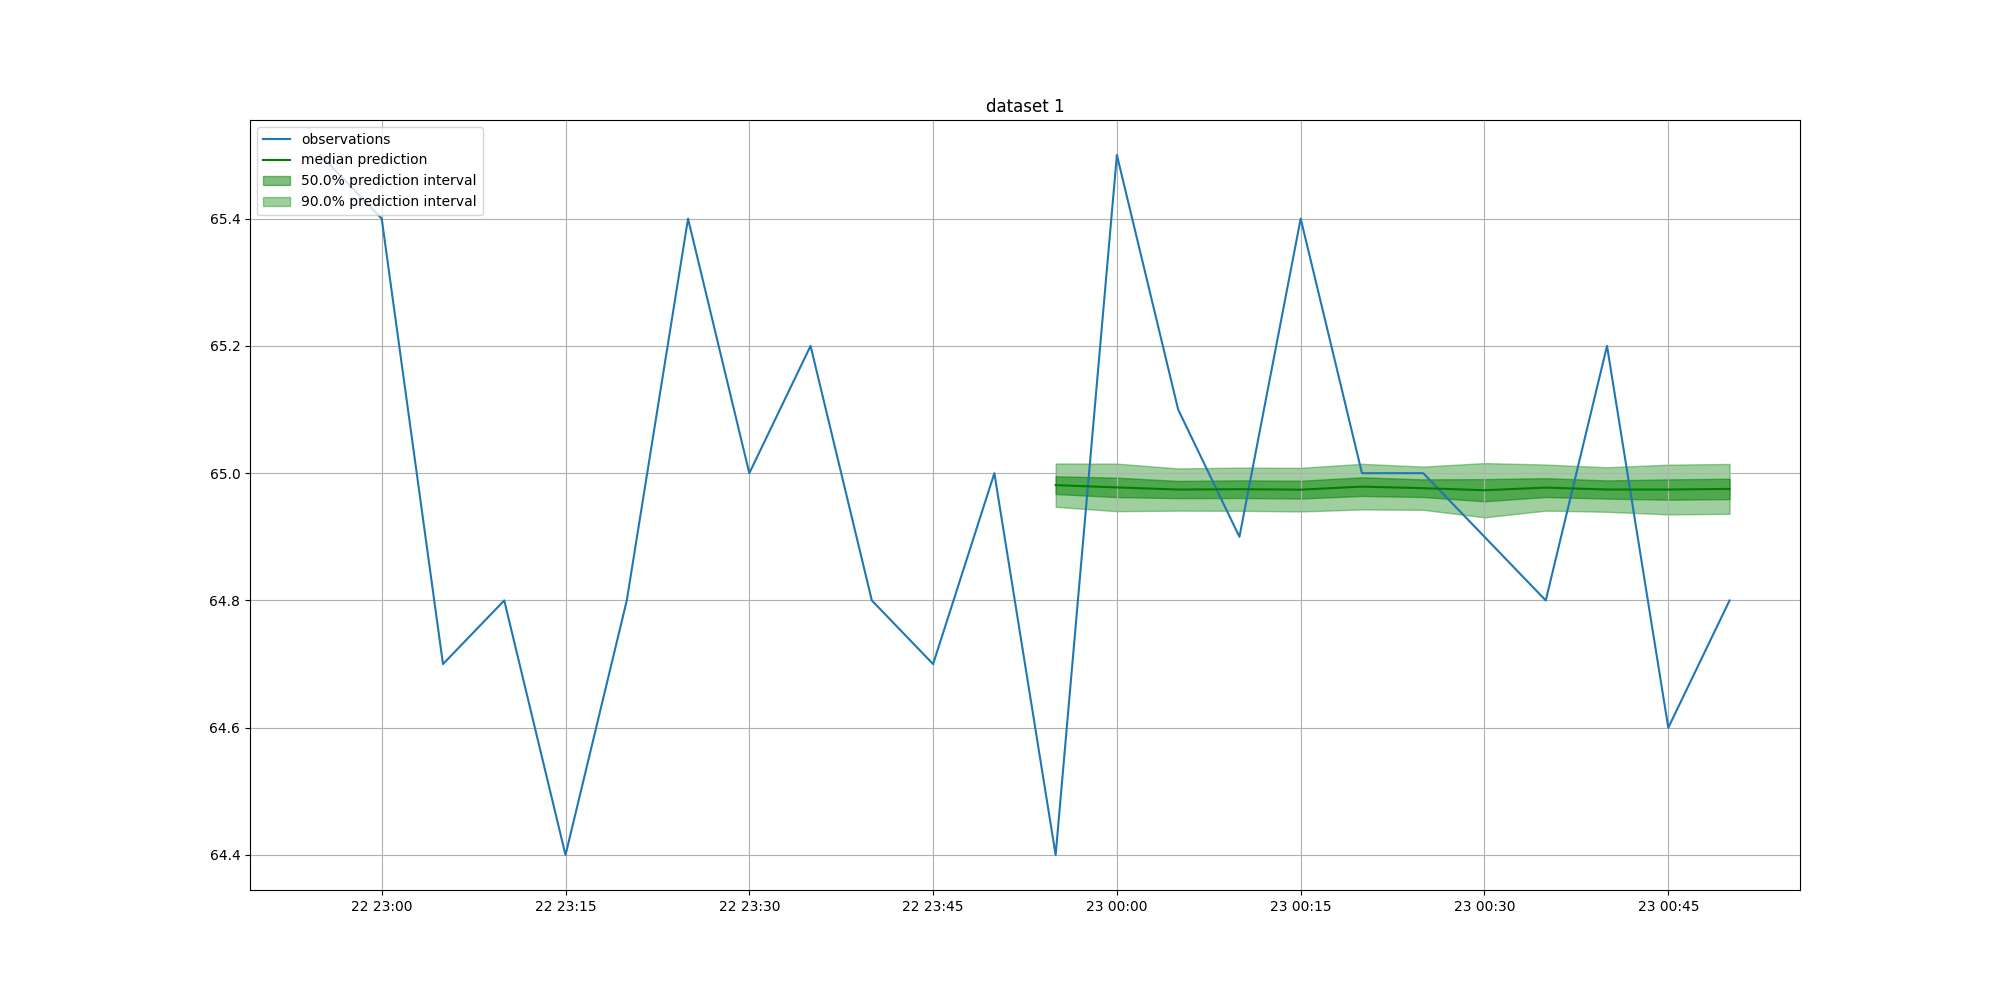 dataset 1
observations
median prediction
50.0% prediction interval
90.0% prediction interval
65.4
65.2
65.0
64.8
64.6
64.4
22 23:00 22 23:15 22 23:30 22 23:45 23 00:00 23 00:15 23 00:30 23 00:45